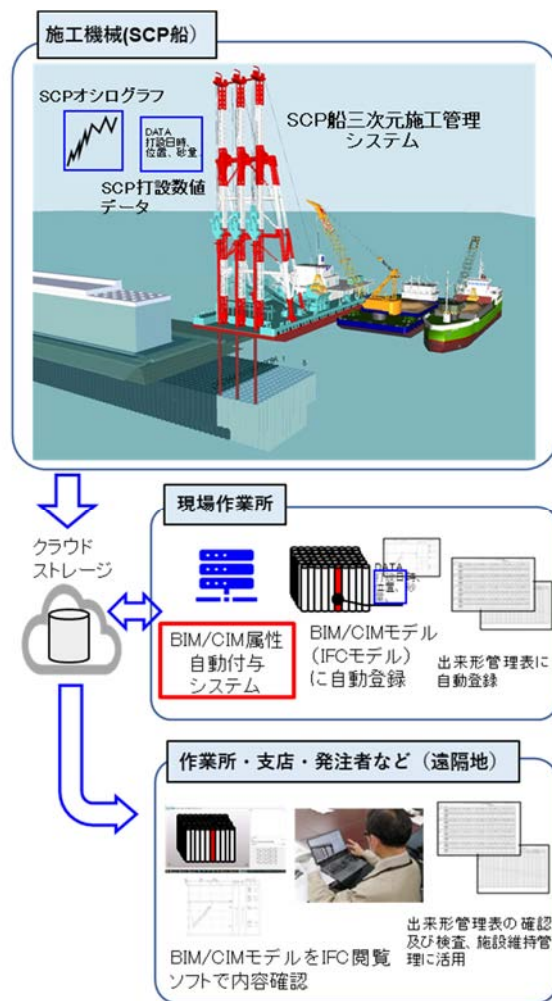 施工機械(SCP船）
SCPオシログラフ
DATA
打設日時、
位置、砂量、
SCP打設数値
データ
SCP船三次元施工管理
システム
クラウド
ストレージ
現場作業所
BIM/CIM属性
自動付与
システム
DATA
BIM/CIMモデル
（IFCモデル）
に自動登録
出来形管理表に
自動登録
作業所・支店・発注者など（遠隔地）
BIM/CIMモデルをIFC閲覧
ソフトで内容確認
出来形管理表の確認
及び検査、施設維持管
理に活用